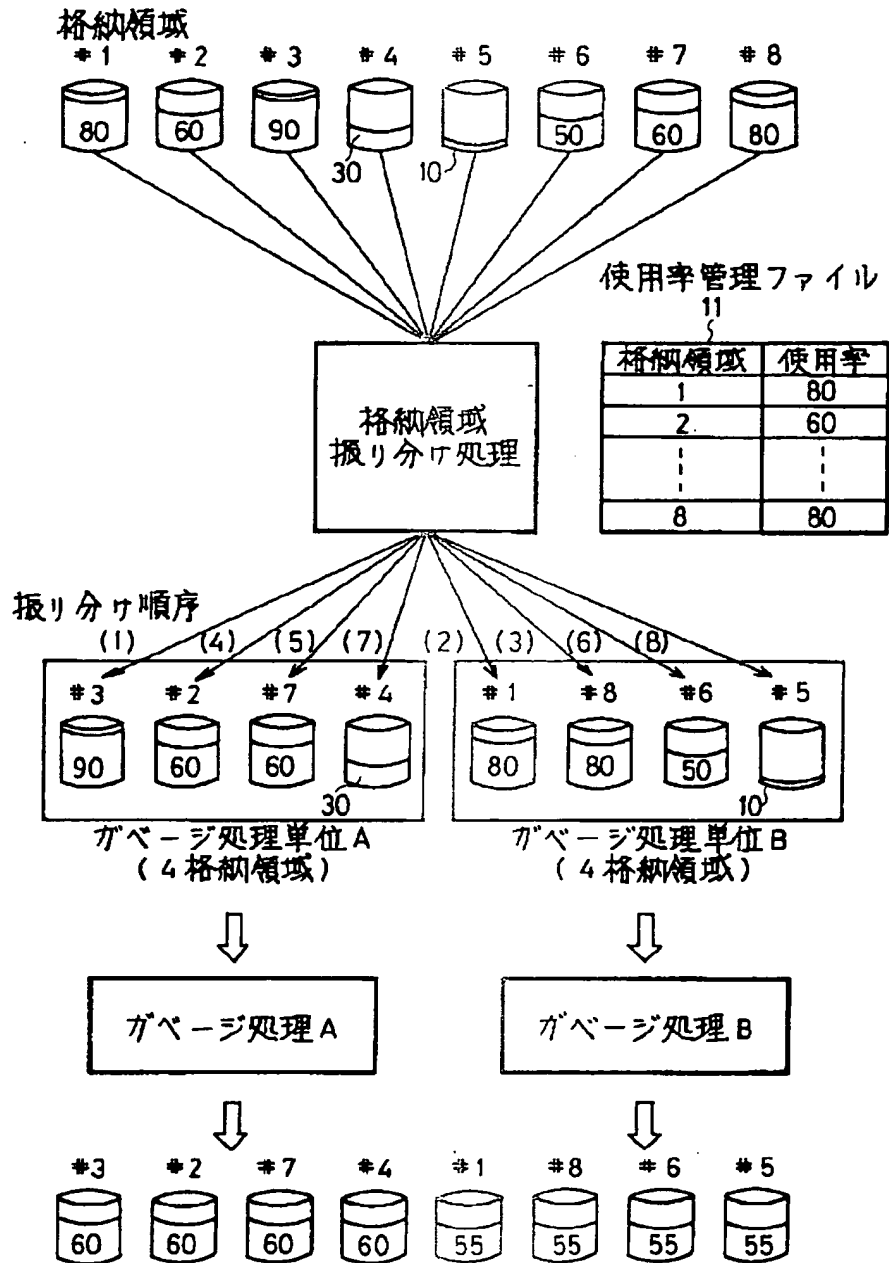 格納領域
#1 #2 #3 #4 #5 #6 #7 #8
80 60 90 30 10 50 60 80
使用率管理ファイル
11
格納領域 使用率
1 80
2 60
8 80
格納領域
振り分け処理
振り分け順序
(1) (4) (5) (7) (2) (3) (6) (8)
#3 #2 #7 #4 #1 #8 #6 #5
90 60 60 30 80 80 50 10
ガベージ処理単位A ガベージ処理単位B
(4格納領域) (4格納領域)
ガベージ処理A ガベージ処理B
#3 #2 #7 #4 #1 #8 #6 #5
60 60 60 60 55 55 55 55